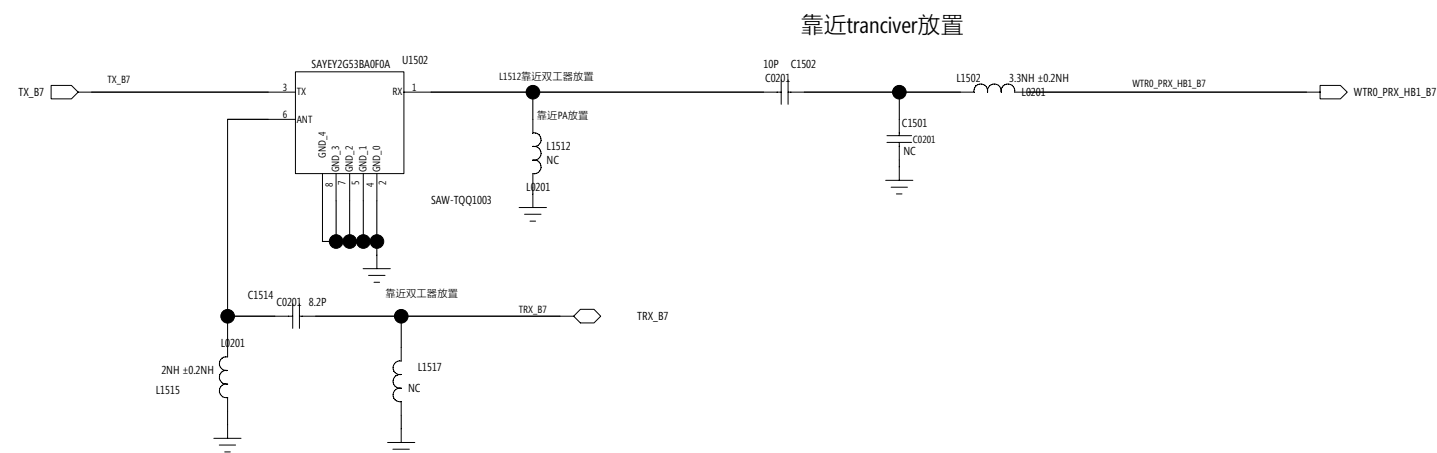 靠近tranciver放置
SAYEY2G53BA0F0A
U1502
TX_B7
TX_B7
3
TX
RX
1
6
ANT
GND_4
GND_3
GND_2
GND_1
GND_0
8
7
5
4
2
SAW-TQQ1003
L1512靠近双工器放置
靠近PA放置
L1512
NC
L0201
10P
C1502
C0201
C1501
C0201
NC
L1502
3.3NH ±0.2NH
L0201
WTR0_PRX_HB1_B7
WTR0_PRX_HB1_B7
C1514
C0201
8.2P
靠近双工器放置
TRX_B7
TRX_B7
L0201
2NH ±0.2NH
L1515
L1517
NC